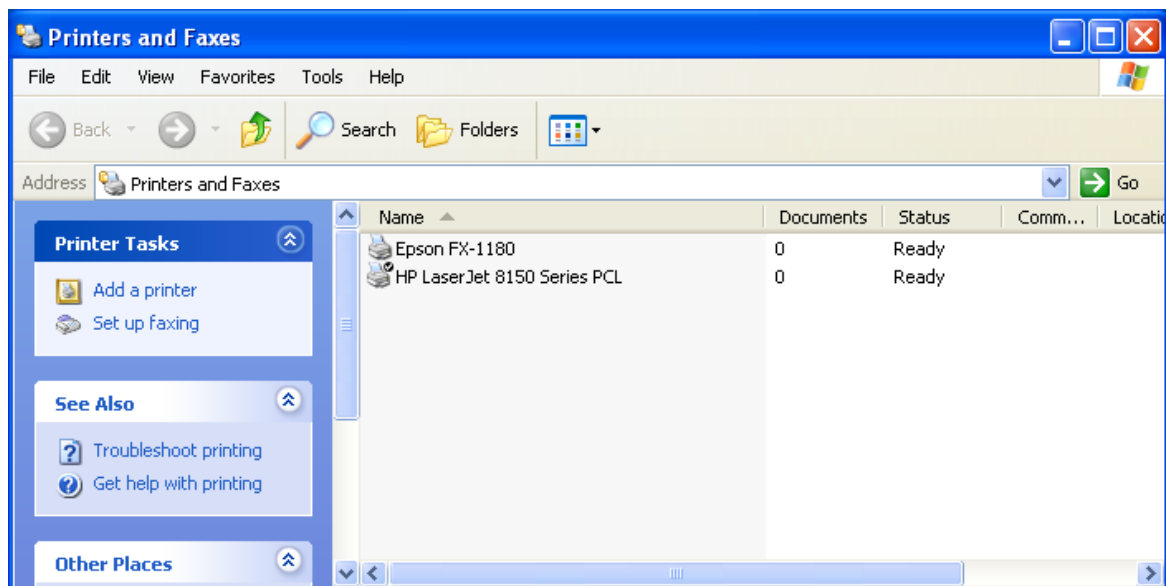 Printers and Faxes
File Edit View Favorites Tools Help
Back Search Folders
Address Printers and Faxes Go
Name Documents Status Comm... Locatio
Printer Tasks
Add a printer
Set up faxing
See Also
Troubleshoot printing
Get help with printing
Other Places
Epson FX-1180 0 Ready
HP LaserJet 8150 Series PCL 0 Ready